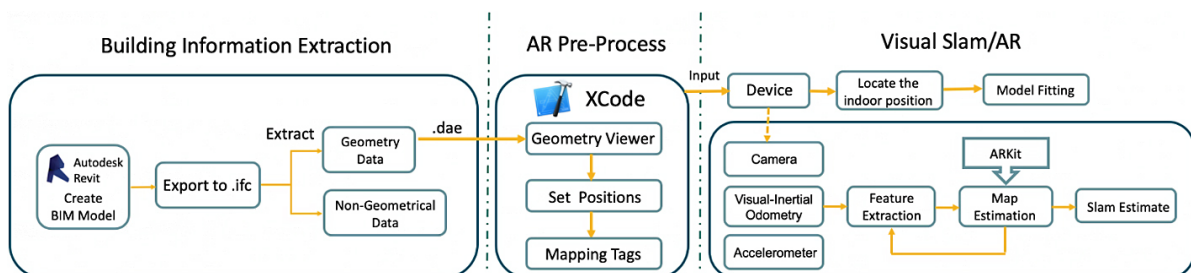 Building Information Extraction
AR Pre-Process
Visual Slam/AR
Autodesk
Revit
Create
BIM Model
Export to .ifc
Extract
Geometry
Data
Non-Geometrical
Data
.dae
XCode
Geometry Viewer
Set Positions
Mapping Tags
Input
Device
Locate the
indoor position
Model Fitting
Camera
Visual-Inertial
Odometry
Accelerometer
Feature
Extraction
ARKit
Map
Estimation
Slam Estimate